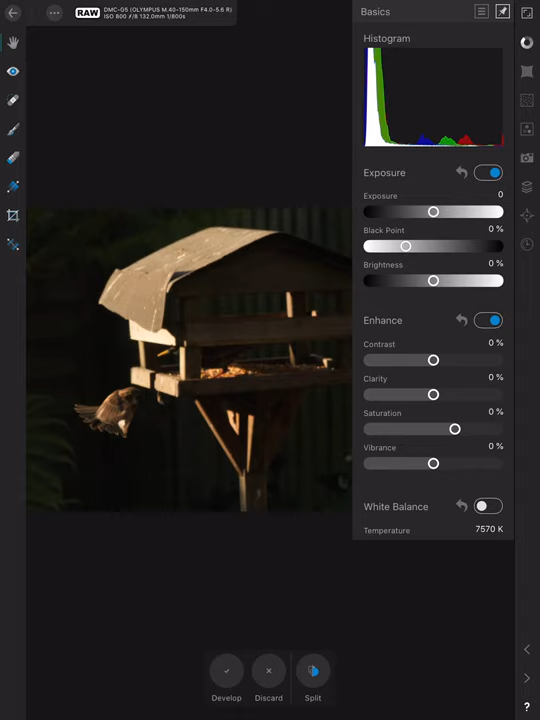 RAW
DMC-G5 (OLYMPUS M.40-150mm F4.0-5.6 R)
ISO 800 ƒ/8 132.0mm 1/800s
Basics
Histogram
Exposure
Exposure 0
Black Point 0 %
Brightness 0 %
Enhance
Contrast 0 %
Clarity 0 %
Saturation 0 %
Vibrance 0 %
White Balance
Temperature 7570 K
Develop Discard Split
?